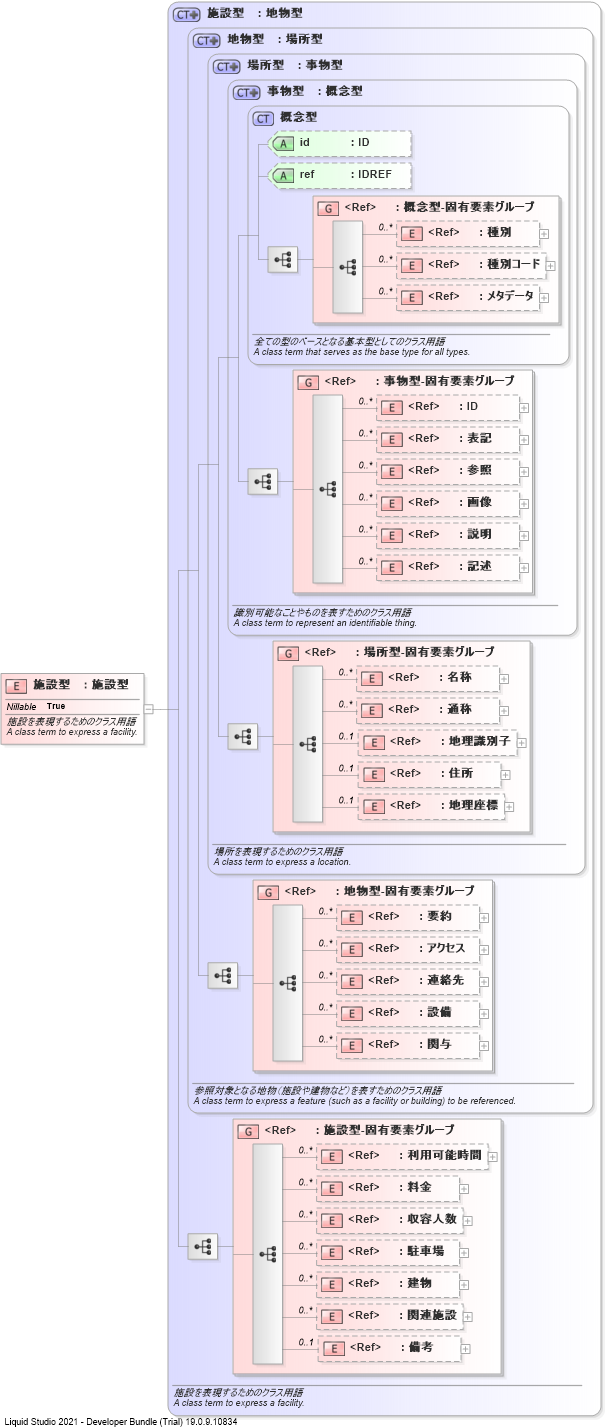 CT 施設型 : 地物型
CT 地物型 : 場所型
CT 場所型 : 事物型
CT 事物型 : 概念型
CT 概念型
A id : ID
A ref : IDREF
G <Ref> : 概念型-固有要素グループ
0..* E <Ref> : 種別
0..* E <Ref> : 種別コード
0..* E <Ref> : メタデータ
全ての型のベースとなる基本型としてのクラス用語
A class term that serves as the base type for all types.
G <Ref> : 事物型-固有要素グループ
0..* E <Ref> : ID
0..* E <Ref> : 表記
0..* E <Ref> : 参照
0..* E <Ref> : 画像
0..* E <Ref> : 説明
0..* E <Ref> : 記述
識別可能なことやものを表すためのクラス用語
A class term to represent an identifiable thing.
G <Ref> : 場所型-固有要素グループ
0..* E <Ref> : 名称
0..* E <Ref> : 通称
0..1 E <Ref> : 地理識別子
0..1 E <Ref> : 住所
0..1 E <Ref> : 地理座標
場所を表現するためのクラス用語
A class term to express a location.
E 施設型 : 施設型
Nillable True
施設を表現するためのクラス用語
A class term to express a facility.
G <Ref> : 地物型-固有要素グループ
0..* E <Ref> : 要約
0..* E <Ref> : アクセス
0..* E <Ref> : 連絡先
0..* E <Ref> : 設備
0..* E <Ref> : 関与
参照対象となる地物（施設や建物など）を表すためのクラス用語
A class term to express a feature (such as a facility or building) to be referenced.
G <Ref> : 施設型-固有要素グループ
0..* E <Ref> : 利用可能時間
0..* E <Ref> : 料金
0..* E <Ref> : 収容人数
0..* E <Ref> : 駐車場
0..* E <Ref> : 建物
0..* E <Ref> : 関連施設
0..1 E <Ref> : 備考
施設を表現するためのクラス用語
A class term to express a facility.
Liquid Studio 2021 - Developer Bundle (Trial) 19.0.9.10834